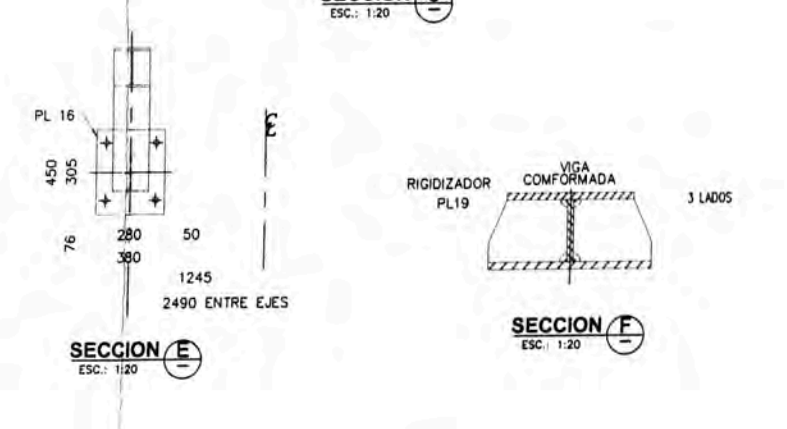 ESC.: 1:20
PL 16
450
305
76
280
50
380
1245
2490 ENTRE EJES
SECCION E
ESC.: 1:20
RIGIDIZADOR
PL19
VIGA
COMFORMADA
3 LADOS
SECCION F
ESC.: 1:20